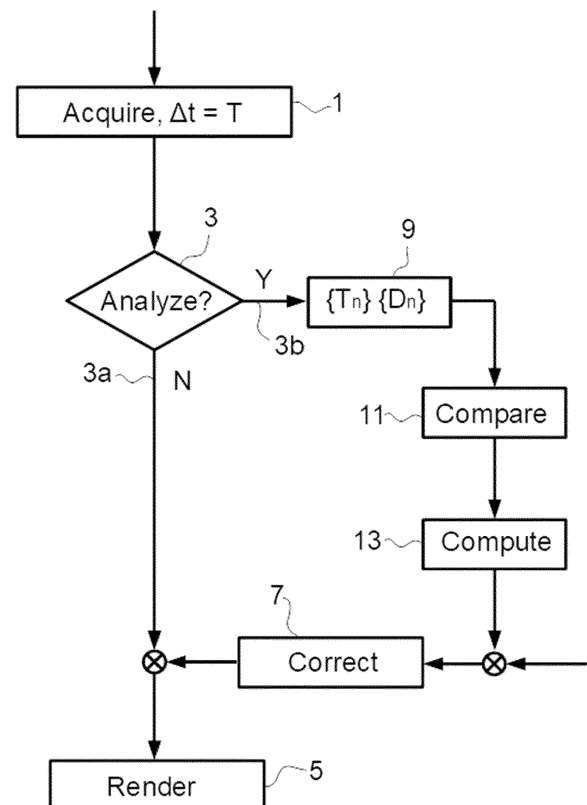 Acquire, Δt = T
1
3
Analyze?
Y
3b
9
{Tn} {Dn}
3a
N
11
Compare
13
Compute
7
Correct
Render
5